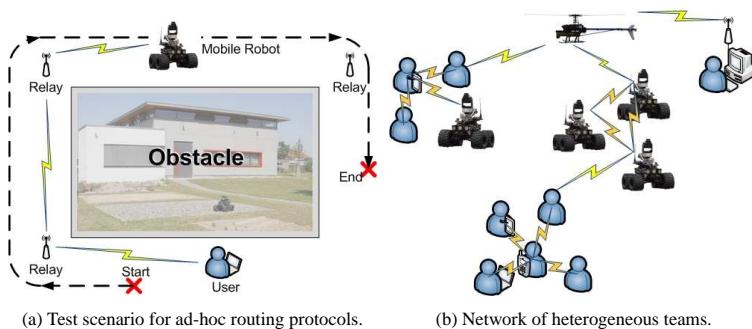 Mobile Robot
Relay
Relay
Obstacle
End
Relay
Start
User
(a) Test scenario for ad-hoc routing protocols.
(b) Network of heterogeneous teams.